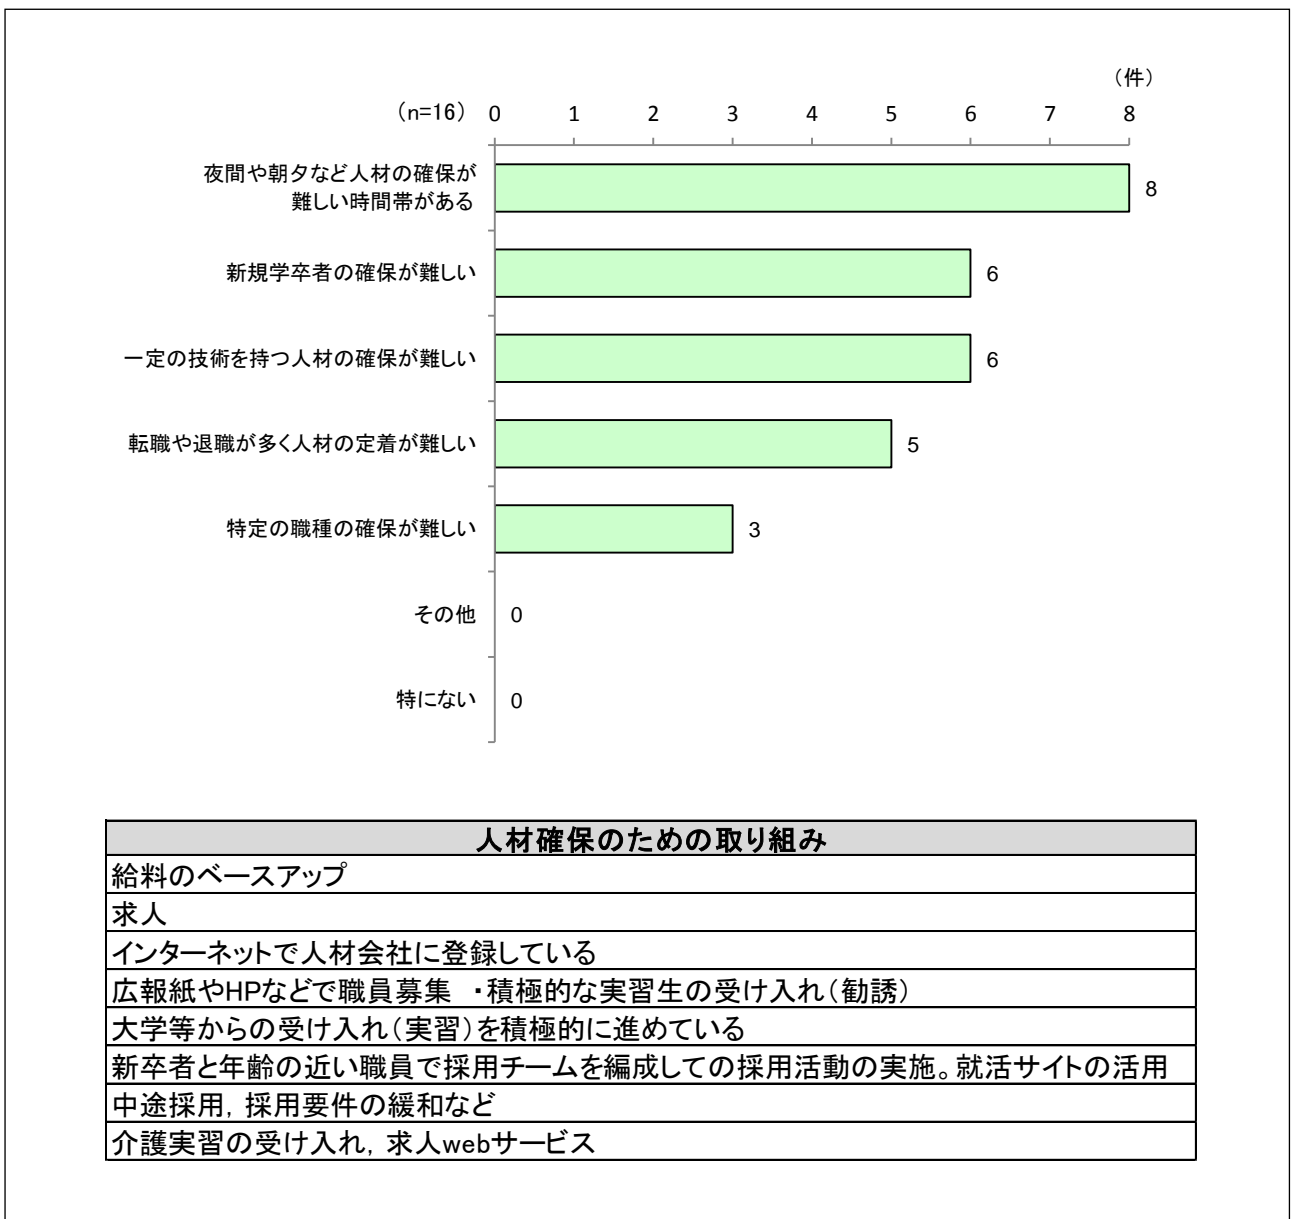 （件）
（n=16） 0 1 2 3 4 5 6 7 8
夜間や朝夕など人材の確保が
難しい時間帯がある
8
新規学卒者の確保が難しい 6
一定の技術を持つ人材の確保が難しい 6
転職や退職が多く人材の定着が難しい 5
特定の職種の確保が難しい 3
その他 0
特にない 0
人材確保のための取り組み
給料のベースアップ
求人
インターネットで人材会社に登録している
広報紙やHPなどで職員募集　・積極的な実習生の受け入れ（勧誘）
大学等からの受け入れ（実習）を積極的に進めている
新卒者と年齢の近い職員で採用チームを編成しての採用活動の実施。就活サイトの活用
中途採用，採用要件の緩和など
介護実習の受け入れ，求人webサービス